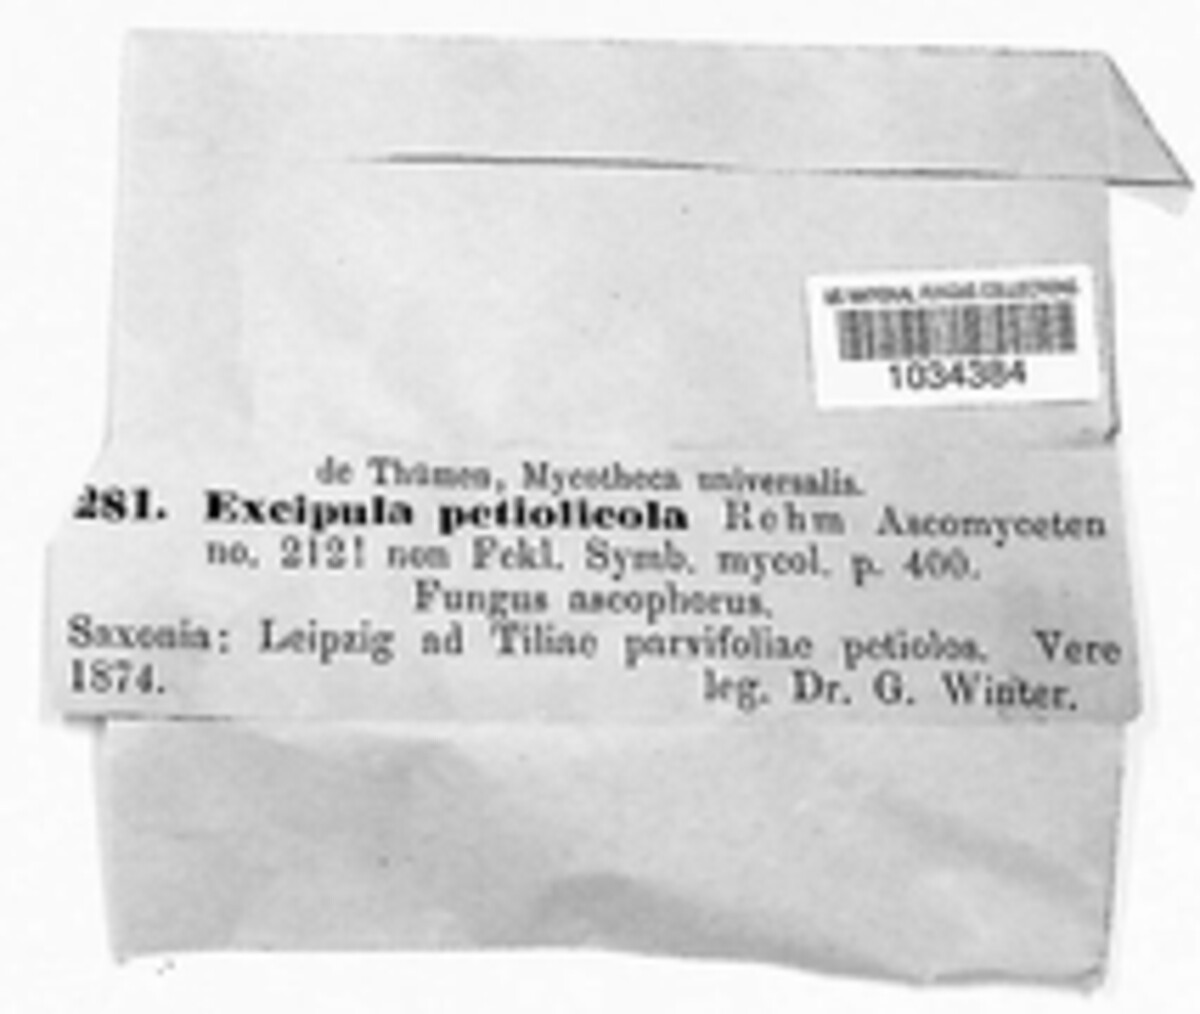 US NATIONAL FUNGUS COLLECTIONS
1034384
de Thümen, Mycotheca universalis.
281. Excipula petiolicola Rehm Ascomyceten
no. 212! non Fckl. Symb. mycol. p. 400.
Fungus ascophorus.
Saxonia: Leipzig ad Tiliae parvifoliae petiolos. Vere
1874. leg. Dr. G. Winter.